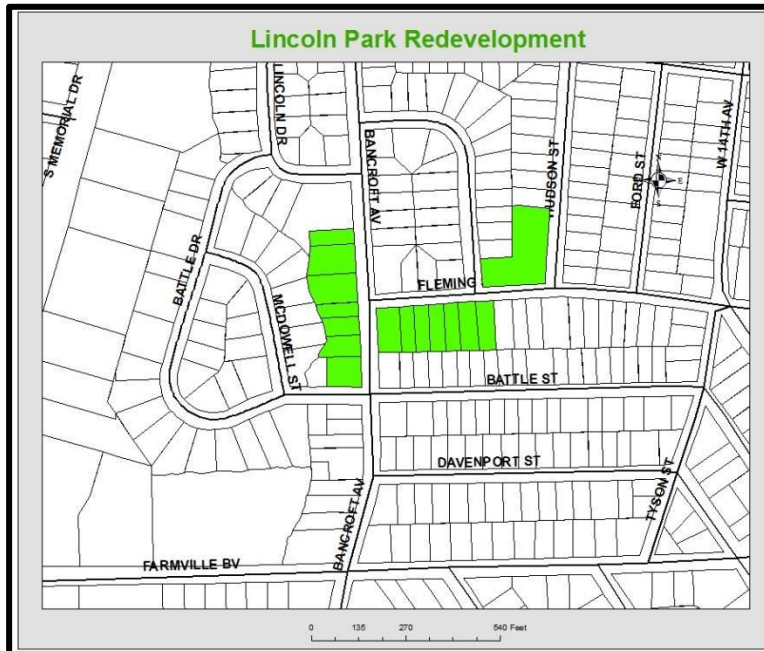 Lincoln Park Redevelopment
S MEMORIAL DR
LINCOLN DR
BANCROFT AV
HUDSON ST
FORD ST
W 14TH AV
N
E
S
BATTLE DR
MCDOWELL ST
FLEMING
BATTLE ST
DAVENPORT ST
TYSON ST
BANCROFT AV
FARMVILLE BV
0 135 270 540 Feet